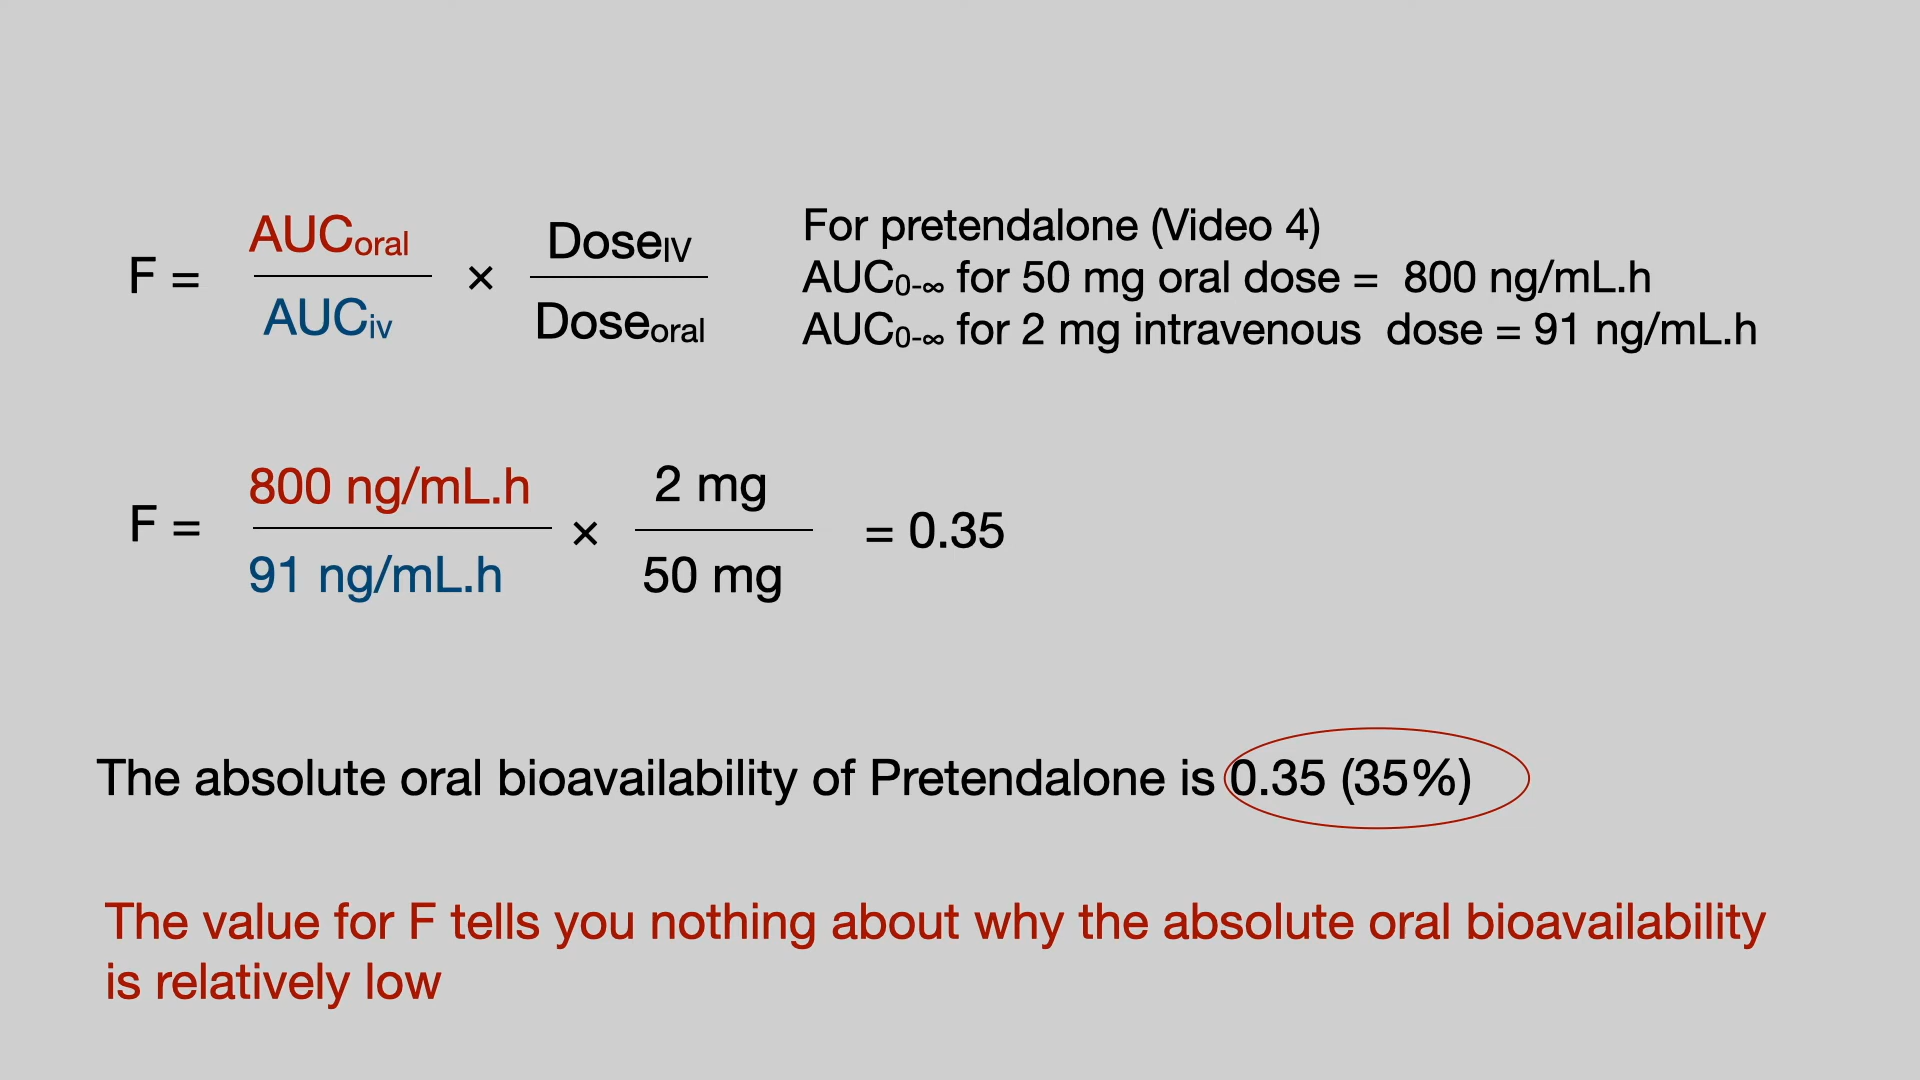 F = AUCoral / AUCiv × DoseIV / Doseoral
For pretendalone (Video 4)
AUC0-∞ for 50 mg oral dose = 800 ng/mL.h
AUC0-∞ for 2 mg intravenous dose = 91 ng/mL.h
F = 800 ng/mL.h / 91 ng/mL.h × 2 mg / 50 mg = 0.35
The absolute oral bioavailability of Pretendalone is 0.35 (35%)
The value for F tells you nothing about why the absolute oral bioavailability
is relatively low